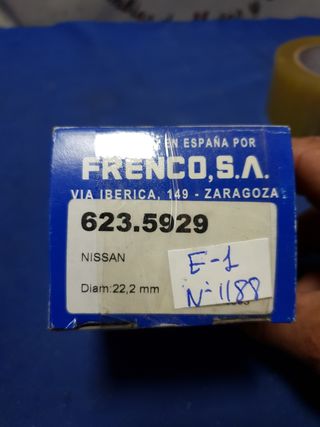 EN ESPAÑA POR
FRENCO, S.A.
VIA IBERICA, 149 - ZARAGOZA
623.5929
NISSAN
Diam:22,2 mm
E-1
Nº 1188